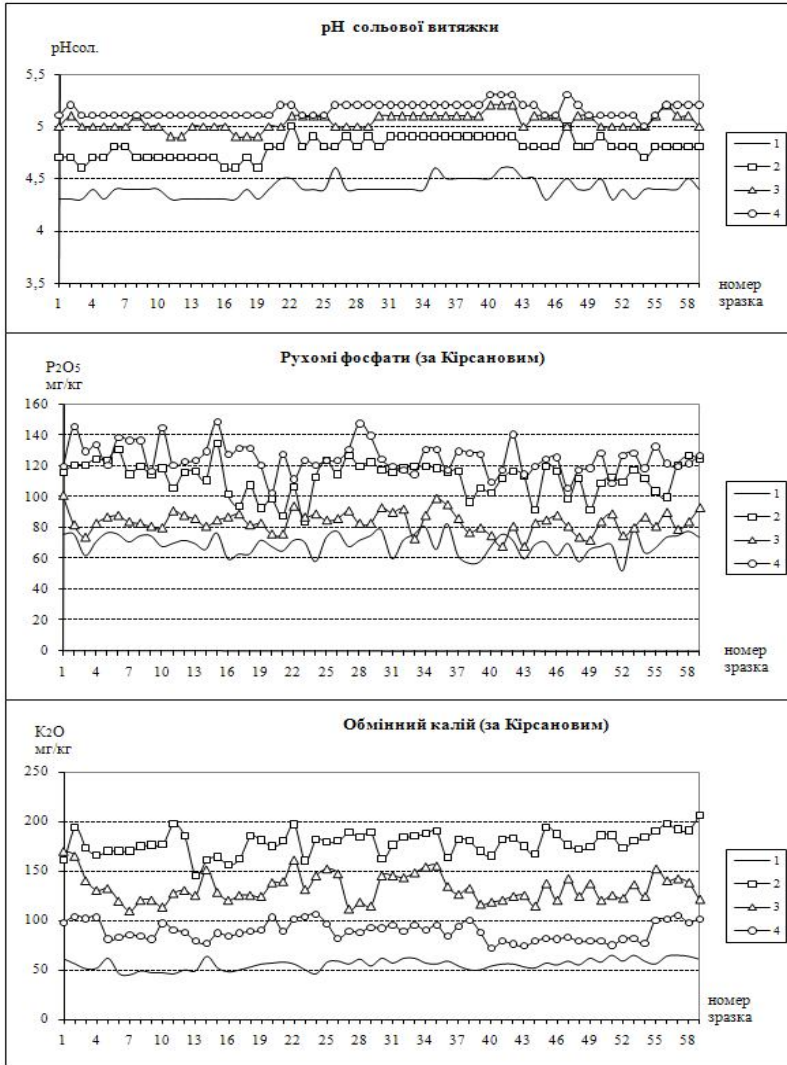 рН сольової витяжки
рНсол.
5,5
5
4,5
4
3,5
1 4 7 10 13 16 19 22 25 28 31 34 37 40 43 46 49 52 55 58
номер
зразка
1
2
3
4
Рухомі фосфати (за Кірсановим)
P2O5
мг/кг
160
140
120
100
80
60
40
20
0
1 4 7 10 13 16 19 22 25 28 31 34 37 40 43 46 49 52 55 58
номер
зразка
1
2
3
4
Обмінний калій (за Кірсановим)
K2O
мг/кг
250
200
150
100
50
0
1 4 7 10 13 16 19 22 25 28 31 34 37 40 43 46 49 52 55 58
номер
зразка
1
2
3
4